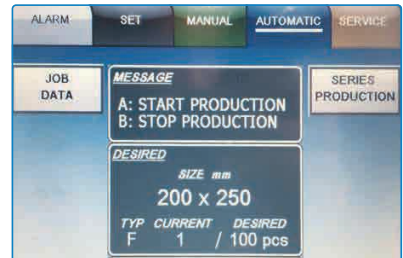 ALARM SET MANUAL AUTOMATIC SERVICE
JOB
DATA
MESSAGE
A: START PRODUCTION
B: STOP PRODUCTION
SERIES
PRODUCTION
DESIRED
SIZE mm
200 x 250
TYP CURRENT DESIRED
F 1 / 100 pcs